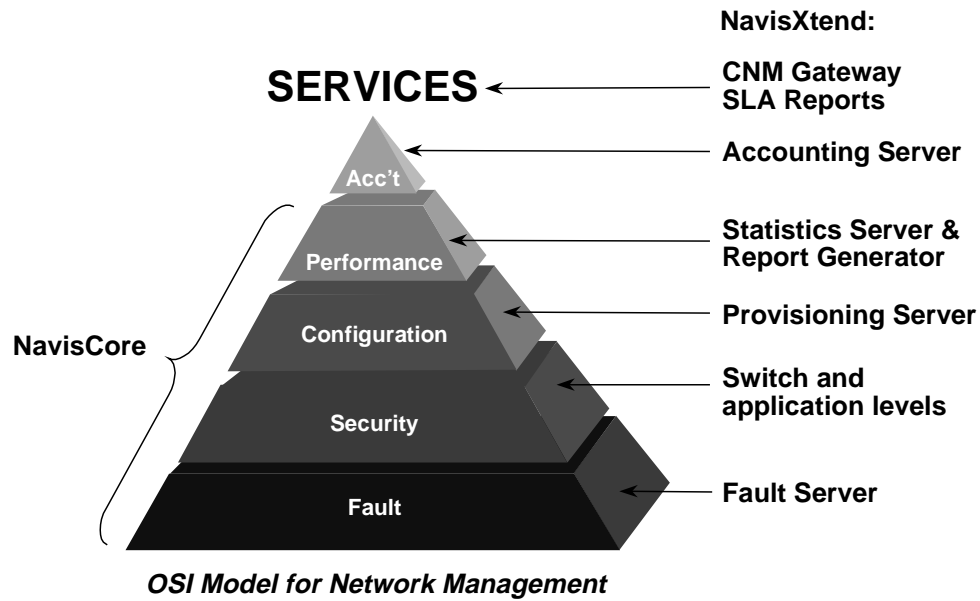 NavisXtend:
SERVICES
CNM Gateway
SLA Reports
Acc't
Accounting Server
Performance
Statistics Server &
Report Generator
NavisCore
Configuration
Provisioning Server
Security
Switch and
application levels
Fault
Fault Server
OSI Model for Network Management